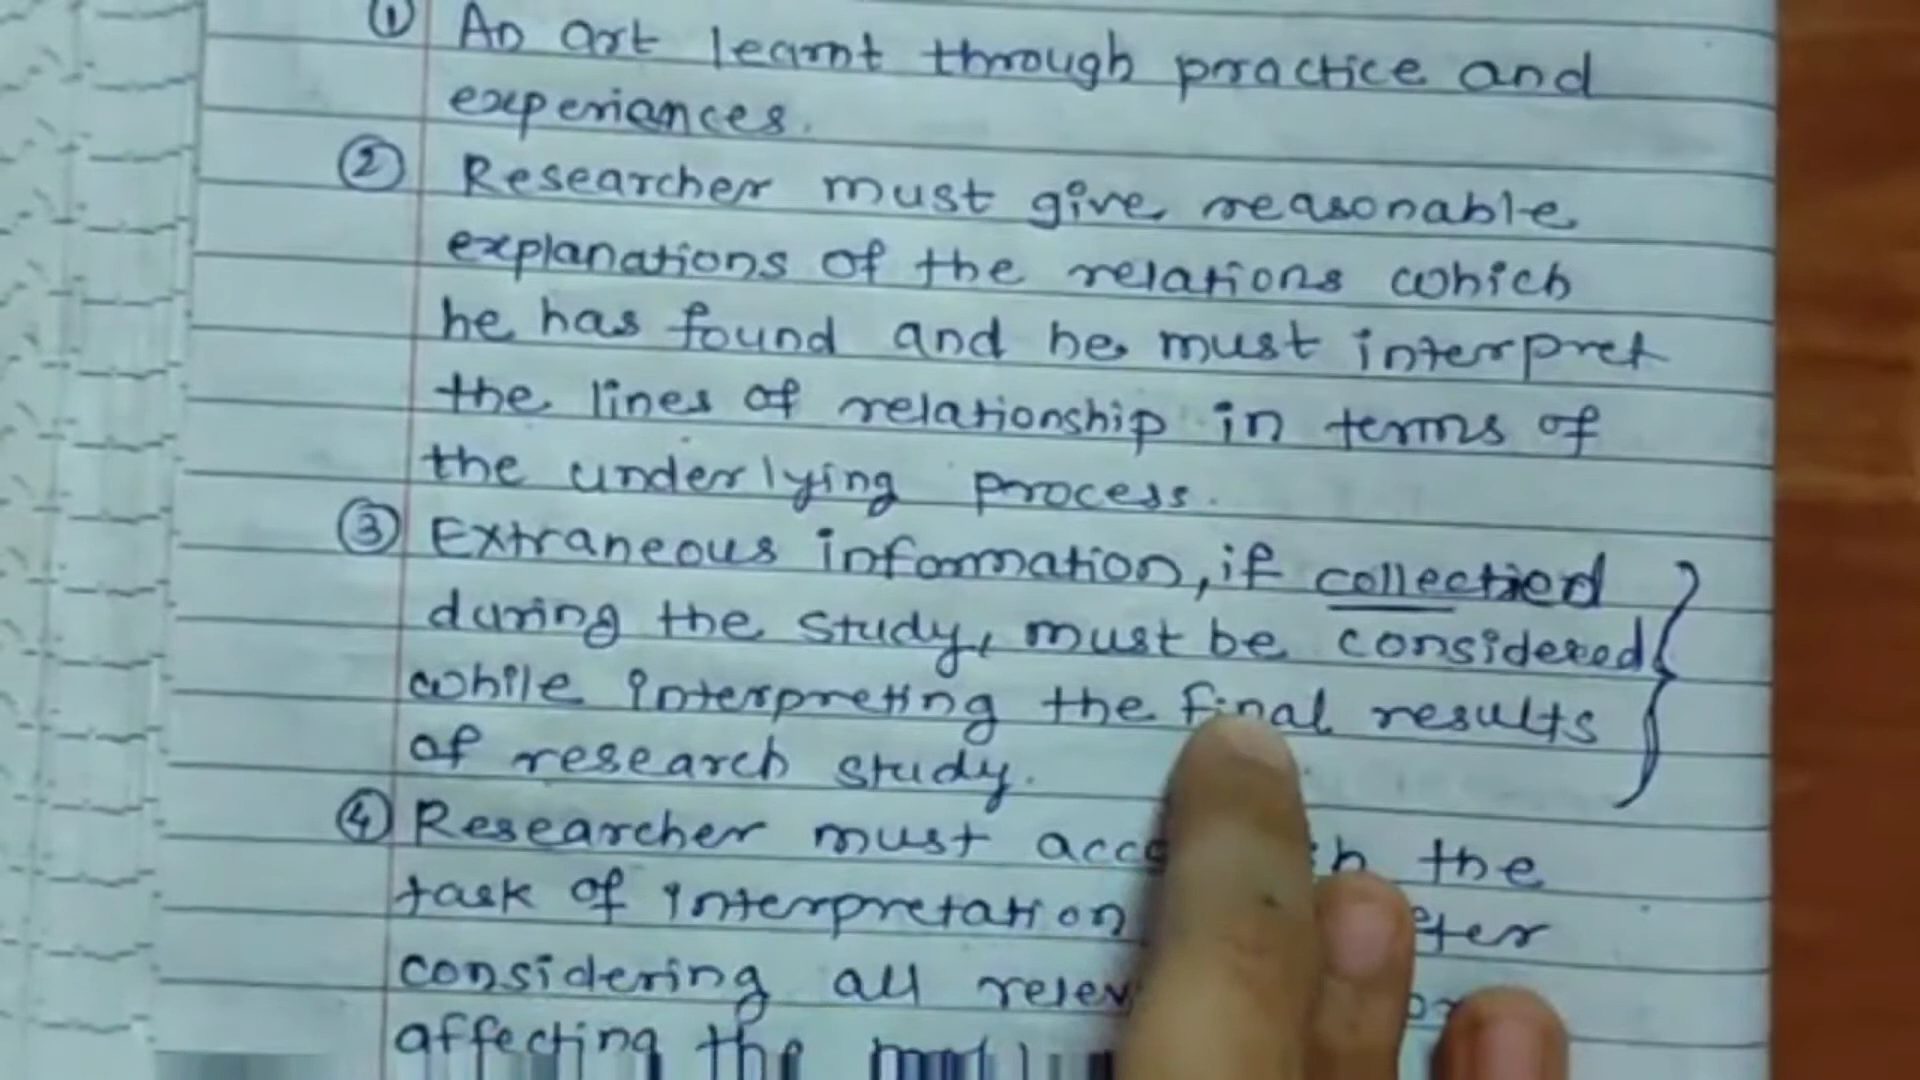 ① An art learnt through practice and
experiances.
② Researcher must give reasonable
explanations of the relations which
he has found and he must interpret
the lines of relationship in terms of
the underlying process.
③ Extraneous information, if collectied
during the study, must be considered
while interpreting the final results
of research study.
④ Researcher must the
task of interpretation
considering all
affecting the